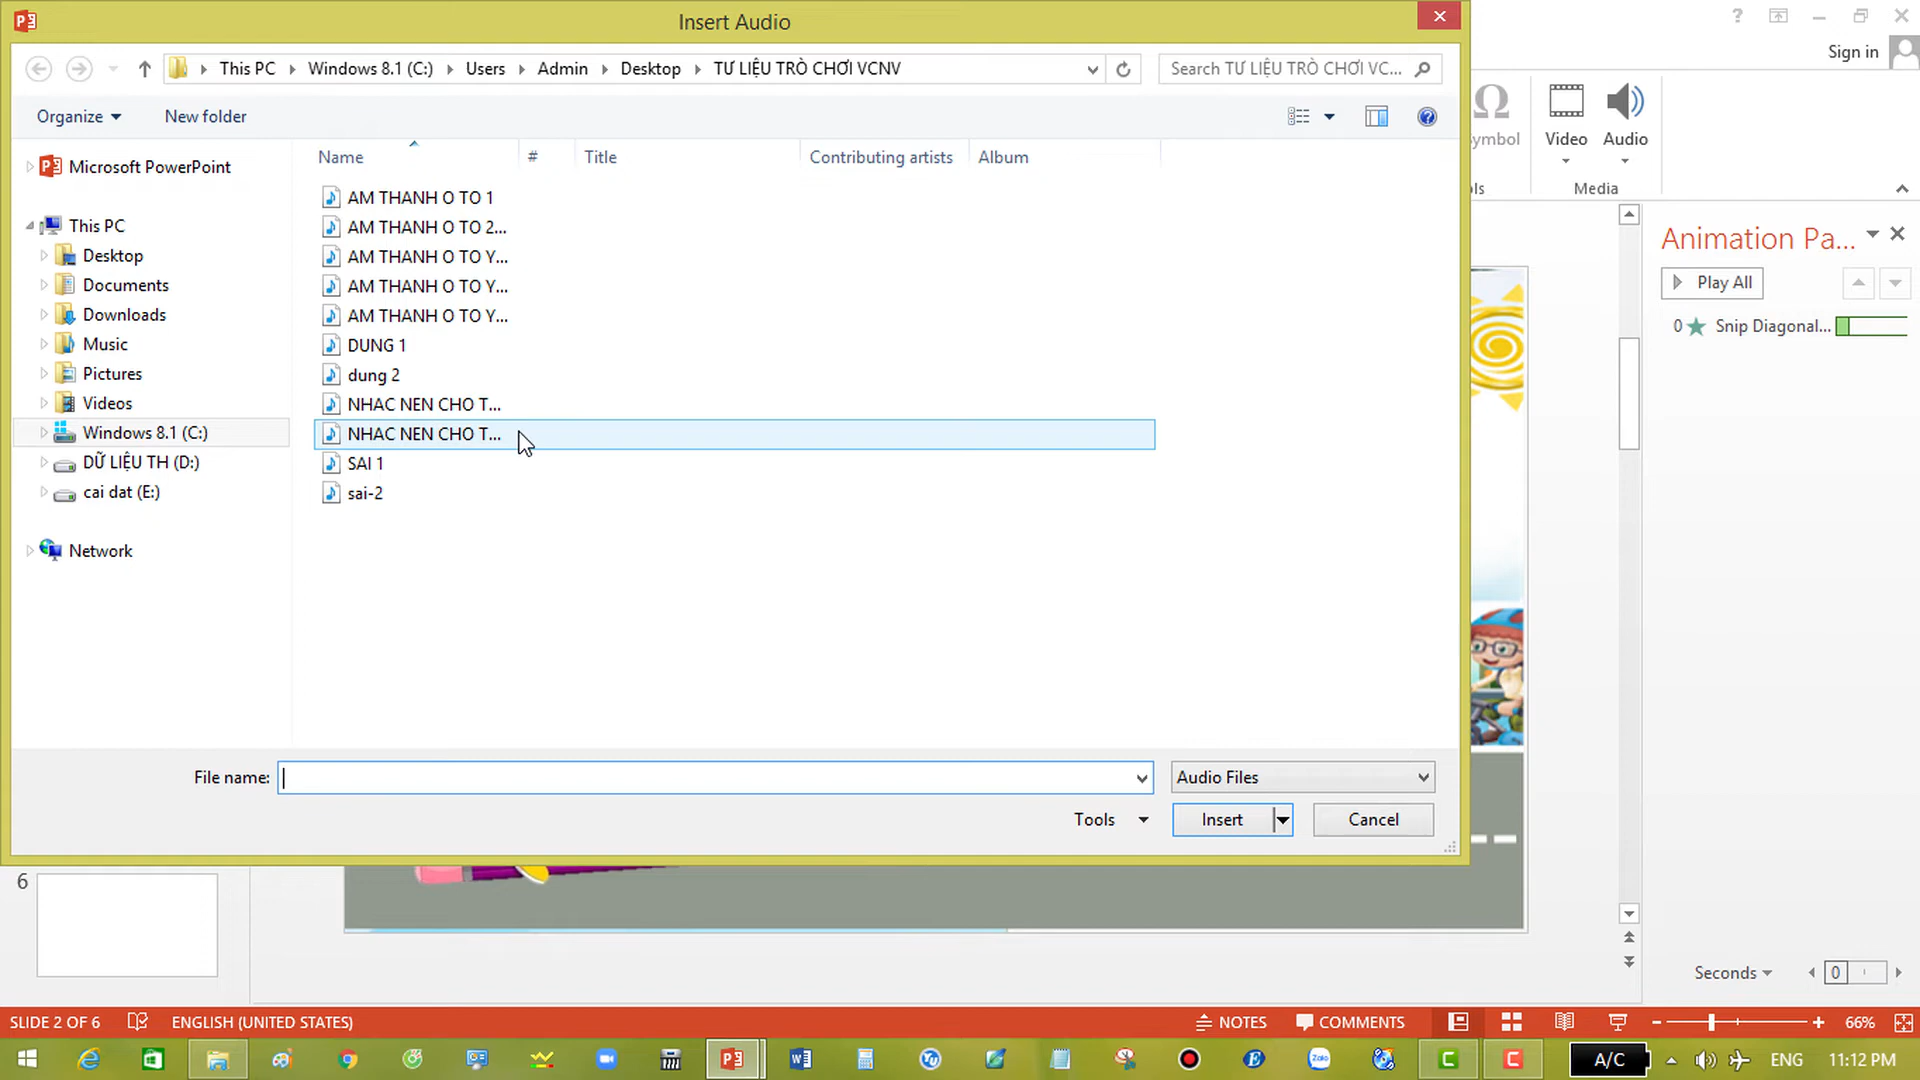 Insert Audio
Sign in
This PC Windows 8.1 (C:) Users Admin Desktop TƯ LIỆU TRÒ CHƠI VCNV
Search TƯ LIỆU TRÒ CHƠI VC...
Organize New folder
ymbol Video Audio
Media
Name # Title Contributing artists Album
Microsoft PowerPoint
This PC
Desktop
Documents
Downloads
Music
Pictures
Videos
Windows 8.1 (C:)
DỮ LIỆU TH (D:)
cai dat (E:)
Network
AM THANH O TO 1
AM THANH O TO 2...
AM THANH O TO Y...
AM THANH O TO Y...
AM THANH O TO Y...
DUNG 1
dung 2
NHAC NEN CHO T...
NHAC NEN CHO T...
SAI 1
sai-2
Animation Pa...
Play All
0 Snip Diagonal...
File name: Audio Files
Tools Insert Cancel
6
Seconds 0
SLIDE 2 OF 6 ENGLISH (UNITED STATES) NOTES COMMENTS 66%
A/C ENG 11:12 PM